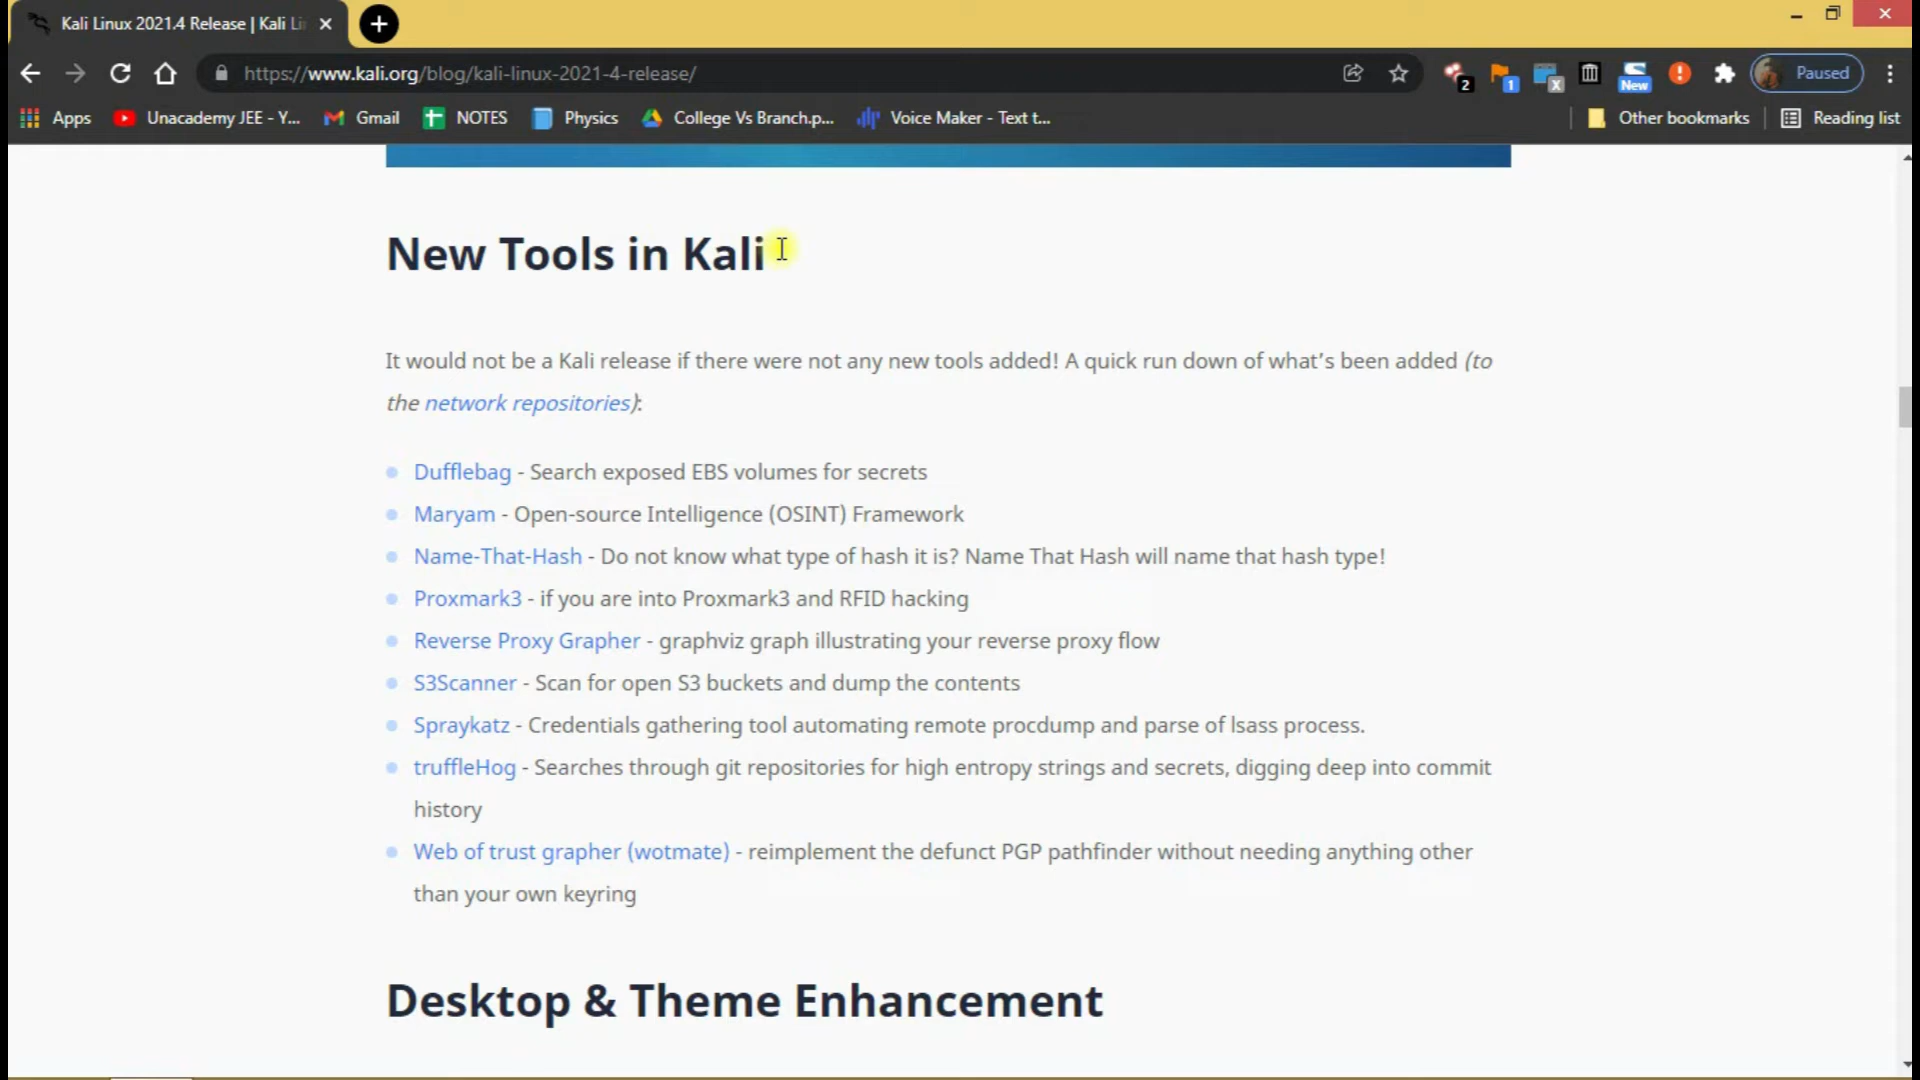 Kali Linux 2021.4 Release | Kali Li
https://www.kali.org/blog/kali-linux-2021-4-release/
2
1
x
New
Paused
Apps
Unacademy JEE - Y...
Gmail
NOTES
Physics
College Vs Branch.p...
Voice Maker - Text t...
Other bookmarks
Reading list
New Tools in Kali
It would not be a Kali release if there were not any new tools added! A quick run down of what's been added (to
the network repositories):
Dufflebag - Search exposed EBS volumes for secrets
Maryam - Open-source Intelligence (OSINT) Framework
Name-That-Hash - Do not know what type of hash it is? Name That Hash will name that hash type!
Proxmark3 - if you are into Proxmark3 and RFID hacking
Reverse Proxy Grapher - graphviz graph illustrating your reverse proxy flow
S3Scanner - Scan for open S3 buckets and dump the contents
Spraykatz - Credentials gathering tool automating remote procdump and parse of lsass process.
truffleHog - Searches through git repositories for high entropy strings and secrets, digging deep into commit
history
Web of trust grapher (wotmate) - reimplement the defunct PGP pathfinder without needing anything other
than your own keyring
Desktop & Theme Enhancement